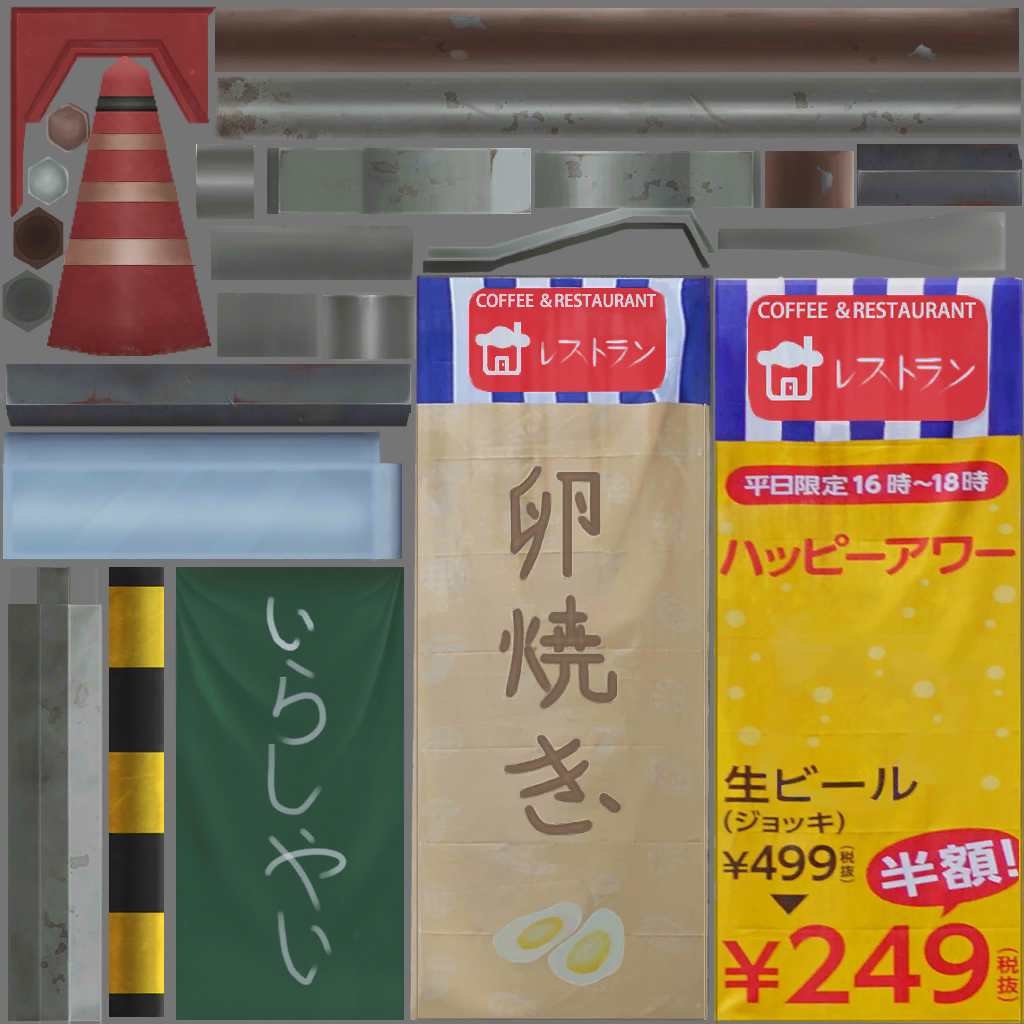 COFFEE & RESTAURANT
レストラン
卵焼き
いらしやい
COFFEE & RESTAURANT
レストラン
平日限定16時~18時
ハッピーアワー
生ビール
(ジョッキ)
¥499(税抜)
半額!
¥249(税抜)